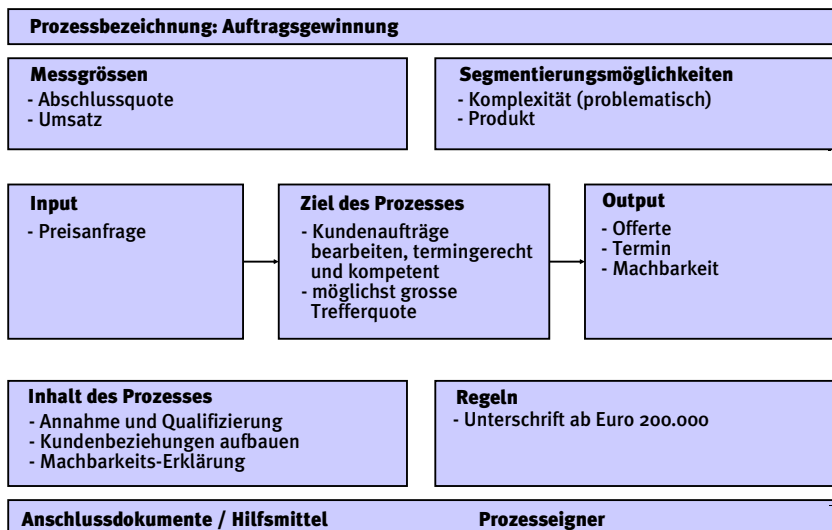 Prozessbezeichnung: Auftragsgewinnung
Messgrössen
- Abschlussquote
- Umsatz
Segmentierungsmöglichkeiten
- Komplexität (problematisch)
- Produkt
Input
- Preisanfrage
Ziel des Prozesses
- Kundenaufträge
bearbeiten, termingerecht
und kompetent
- möglichst grosse
Trefferquote
Output
- Offerte
- Termin
- Machbarkeit
Inhalt des Prozesses
- Annahme und Qualifizierung
- Kundenbeziehungen aufbauen
- Machbarkeits-Erklärung
Regeln
- Unterschrift ab Euro 200.000
Anschlussdokumente / Hilfsmittel
Prozesseigner